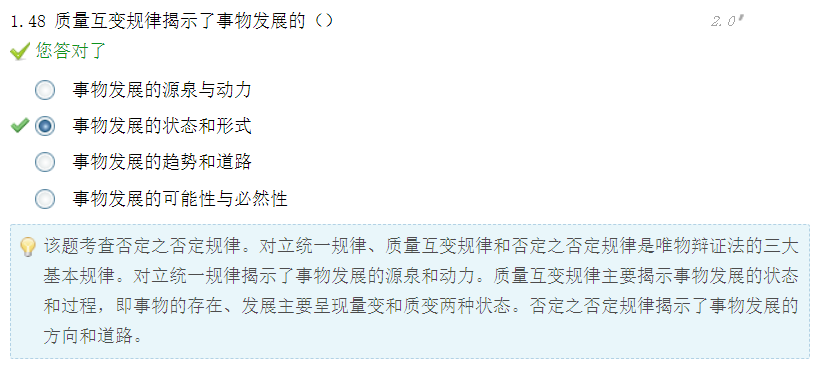 1.48 质量互变规律揭示了事物发展的（） 2.0'
您答对了
事物发展的源泉与动力
事物发展的状态和形式
事物发展的趋势和道路
事物发展的可能性与必然性
该题考查否定之否定规律。对立统一规律、质量互变规律和否定之否定规律是唯物辩证法的三大
基本规律。对立统一规律揭示了事物发展的源泉和动力。质量互变规律主要揭示事物发展的状态
和过程，即事物的存在、发展主要呈现量变和质变两种状态。否定之否定规律揭示了事物发展的
方向和道路。